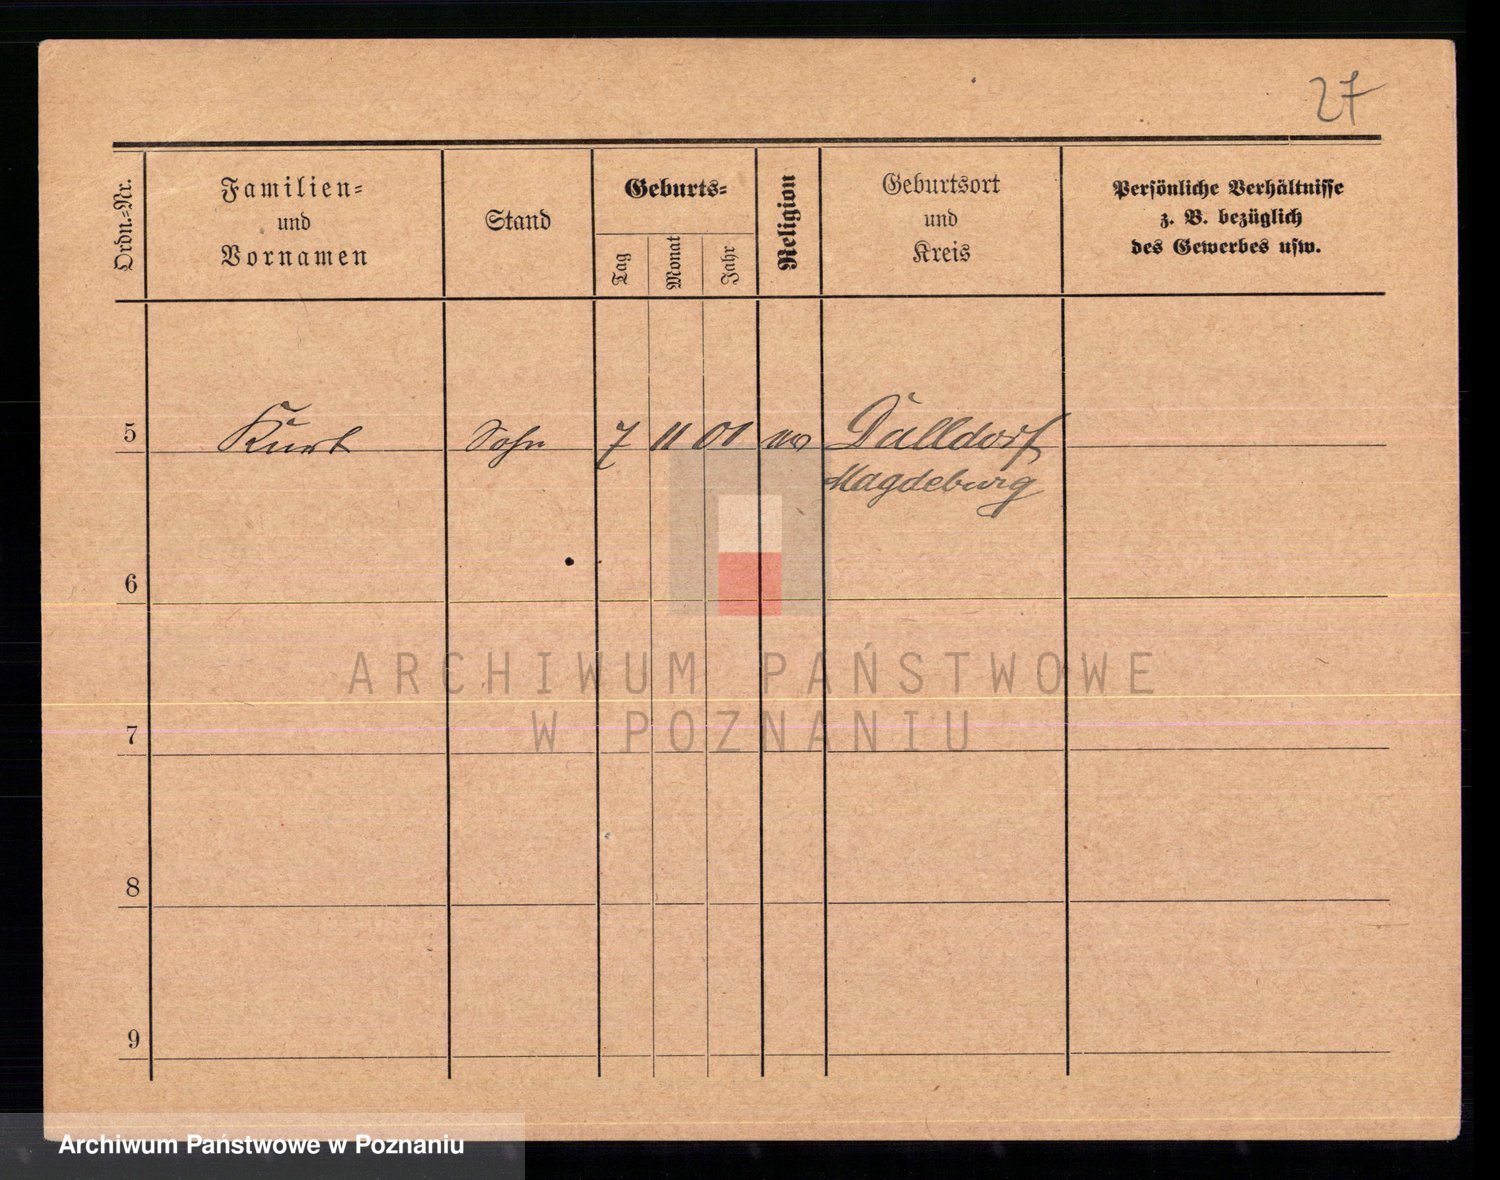 27
Ordn.-Nr.
Familien-
und
Vornamen
Stand
Geburts-
Tag
Monat
Jahr
Religion
Geburtsort
und
Kreis
Persönliche Verhältnisse
z. B. bezüglich
des Gewerbes usw.
5 Kurt Sohn 7 11 01 Dalldorf
Magdeburg
6
7
8
9
ARCHIWUM PAŃSTWOWE
W POZNANIU
Archiwum Państwowe w Poznaniu